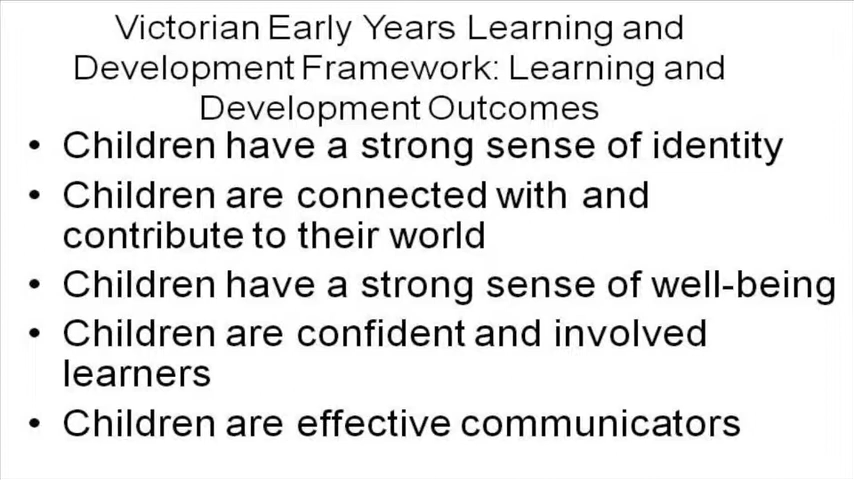 Victorian Early Years Learning and
Development Framework: Learning and
Development Outcomes
• Children have a strong sense of identity
• Children are connected with and
contribute to their world
• Children have a strong sense of well-being
• Children are confident and involved
learners
• Children are effective communicators